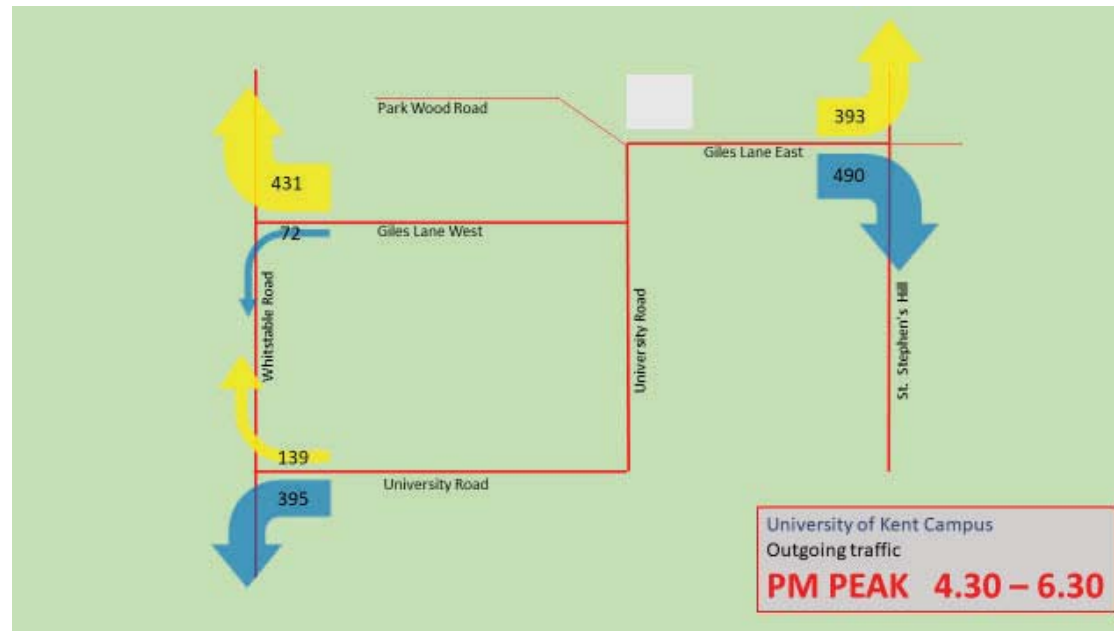 Park Wood Road
393
Giles Lane East
490
431
72
Giles Lane West
Whitstable Road
University Road
St. Stephen's Hill
139
University Road
395
University of Kent Campus
Outgoing traffic
PM PEAK 4.30 – 6.30